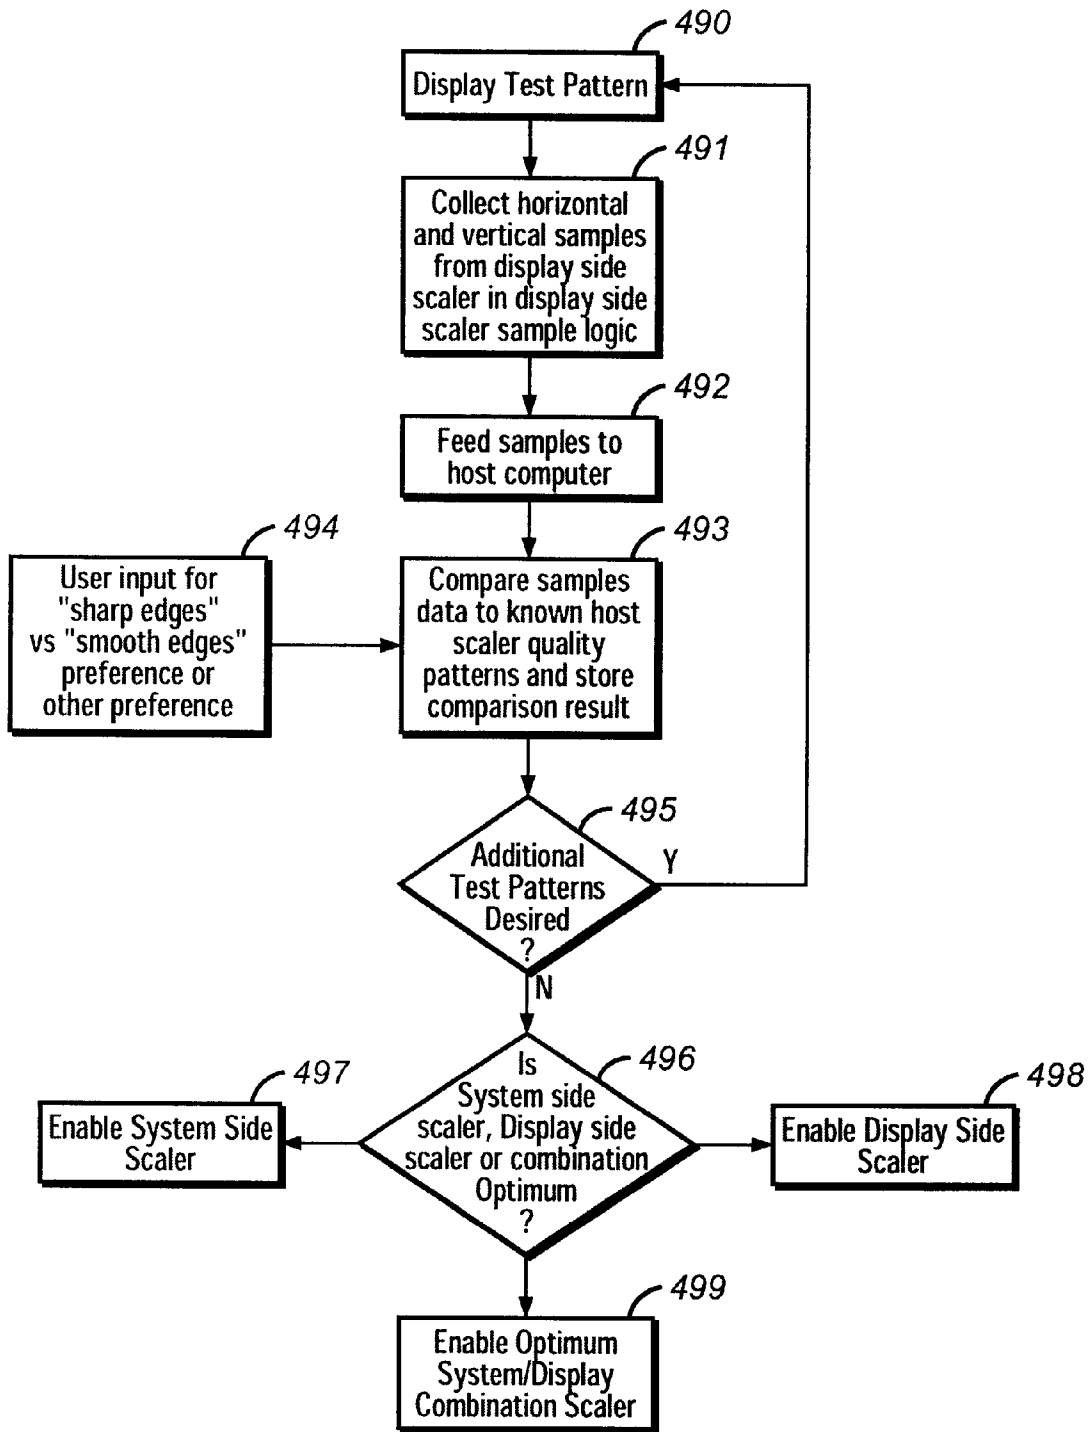 490
Display Test Pattern
491
Collect horizontal
and vertical samples
from display side
scaler in display side
scaler sample logic
492
Feed samples to
host computer
494
User input for
"sharp edges"
vs "smooth edges"
preference or
other preference
493
Compare samples
data to known host
scaler quality
patterns and store
comparison result
495
Additional
Test Patterns
Desired
?
Y
N
496
Is
System side
scaler, Display side
scaler or combination
Optimum
?
497
Enable System Side
Scaler
498
Enable Display Side
Scaler
499
Enable Optimum
System/Display
Combination Scaler